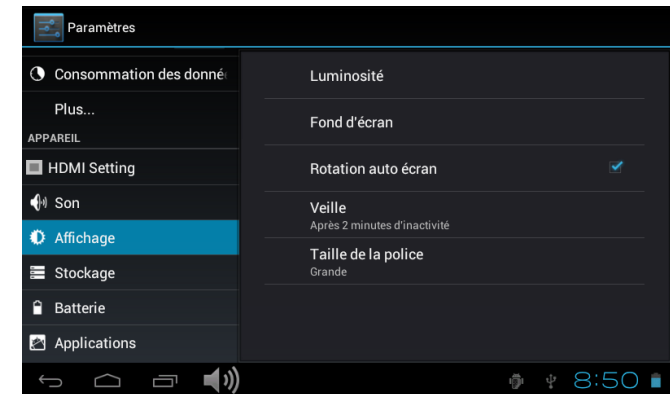 Paramètres
Consommation des donné
Plus...
APPAREIL
HDMI Setting
Son
Affichage
Stockage
Batterie
Applications
Luminosité
Fond d'écran
Rotation auto écran
Veille
Après 2 minutes d'inactivité
Taille de la police
Grande
8:50